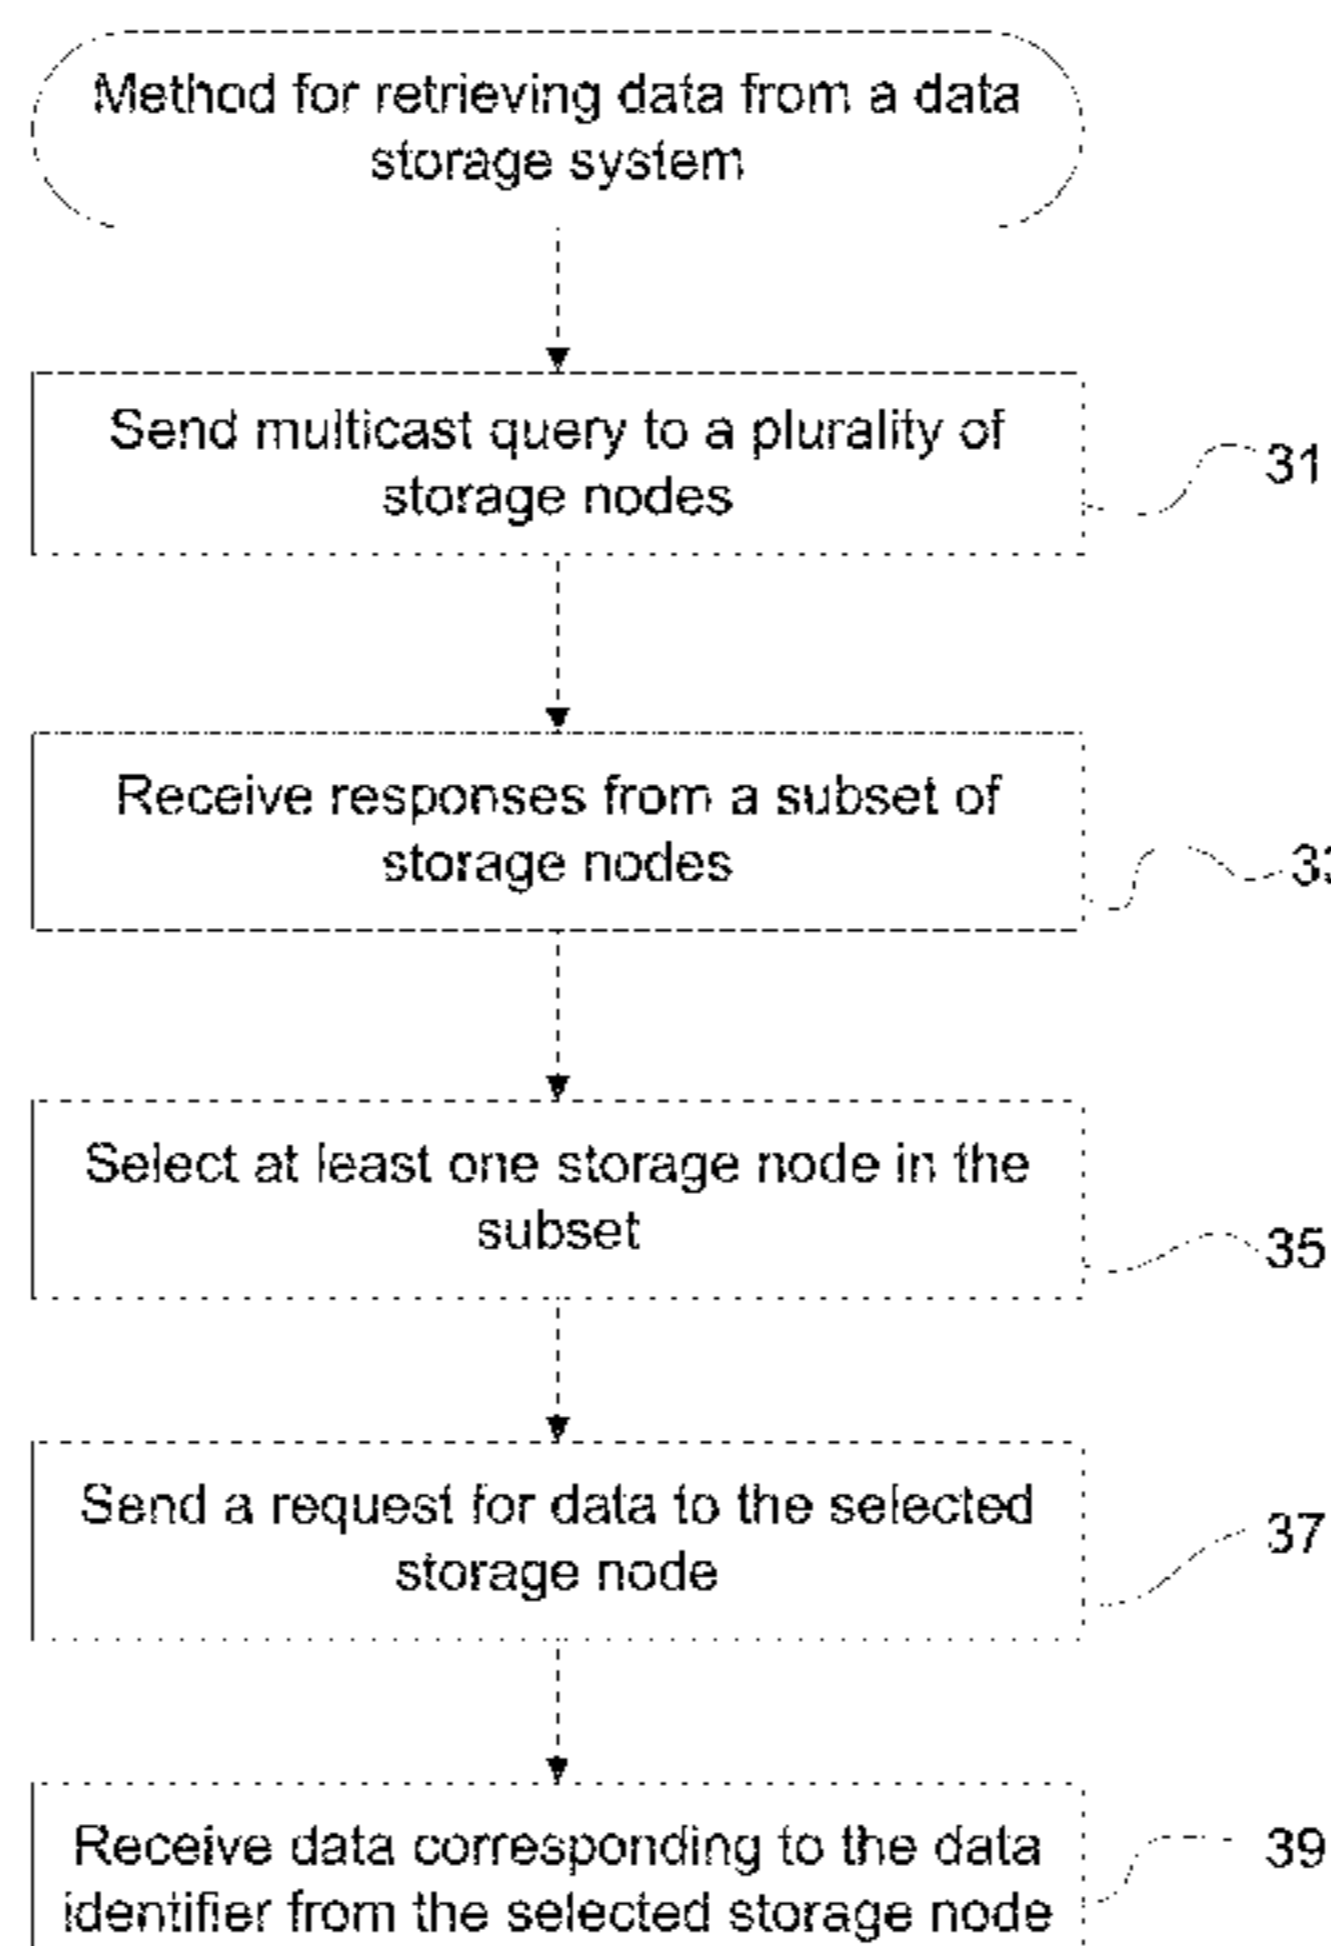 Method for retrieving data from a data
storage system
Send multicast query to a plurality of
storage nodes
31
Receive responses from a subset of
storage nodes
33
Select at least one storage node in the
subset
35
Send a request for data to the selected
storage node
37
Receive data corresponding to the data
identifier from the selected storage node
39